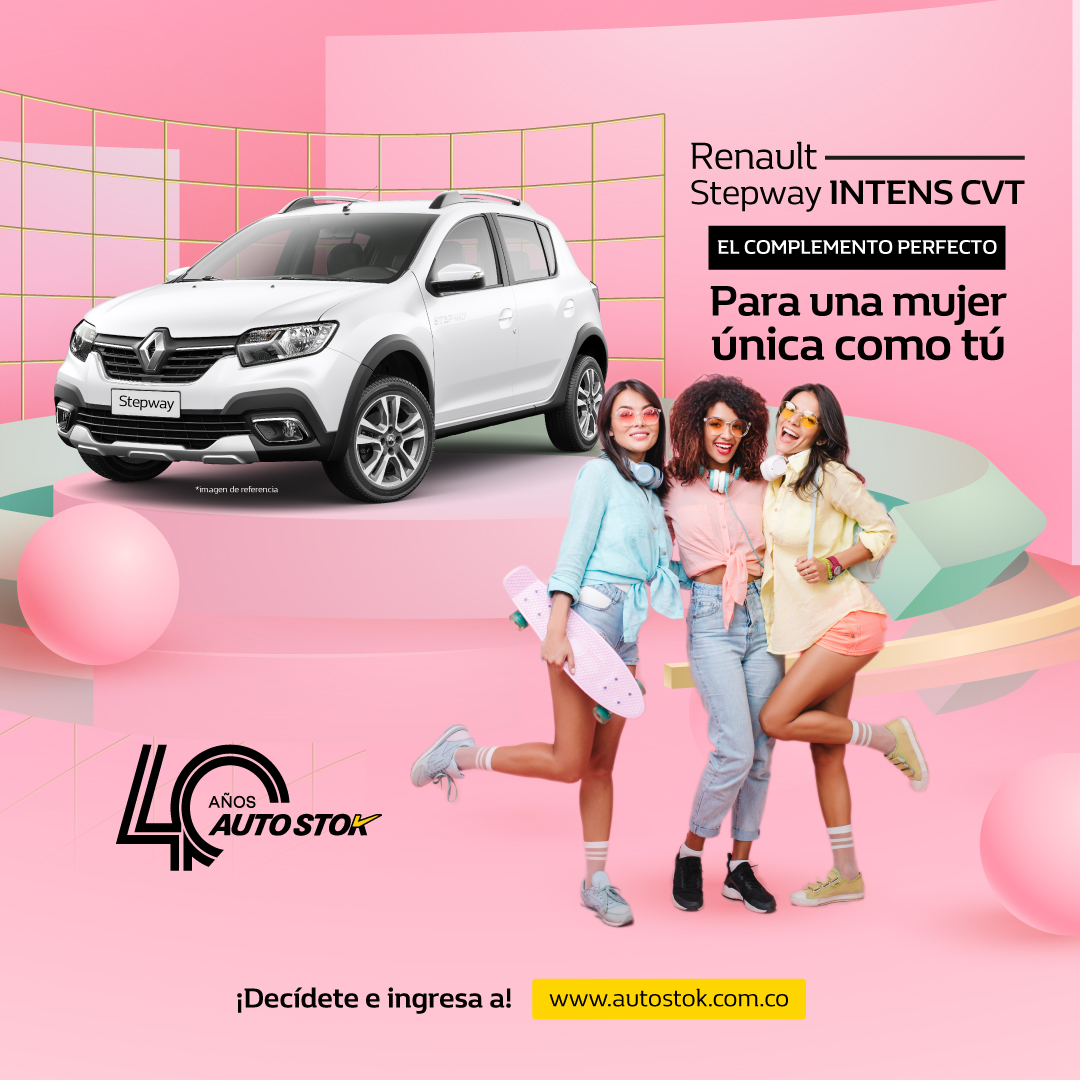 Renault
Stepway INTENS CVT
EL COMPLEMENTO PERFECTO
Para una mujer
única como tú
STEPWAY
Stepway
*imagen de referencia
40
AÑOS
AUTO STOK
¡Decídete e ingresa a!
www.autostok.com.co